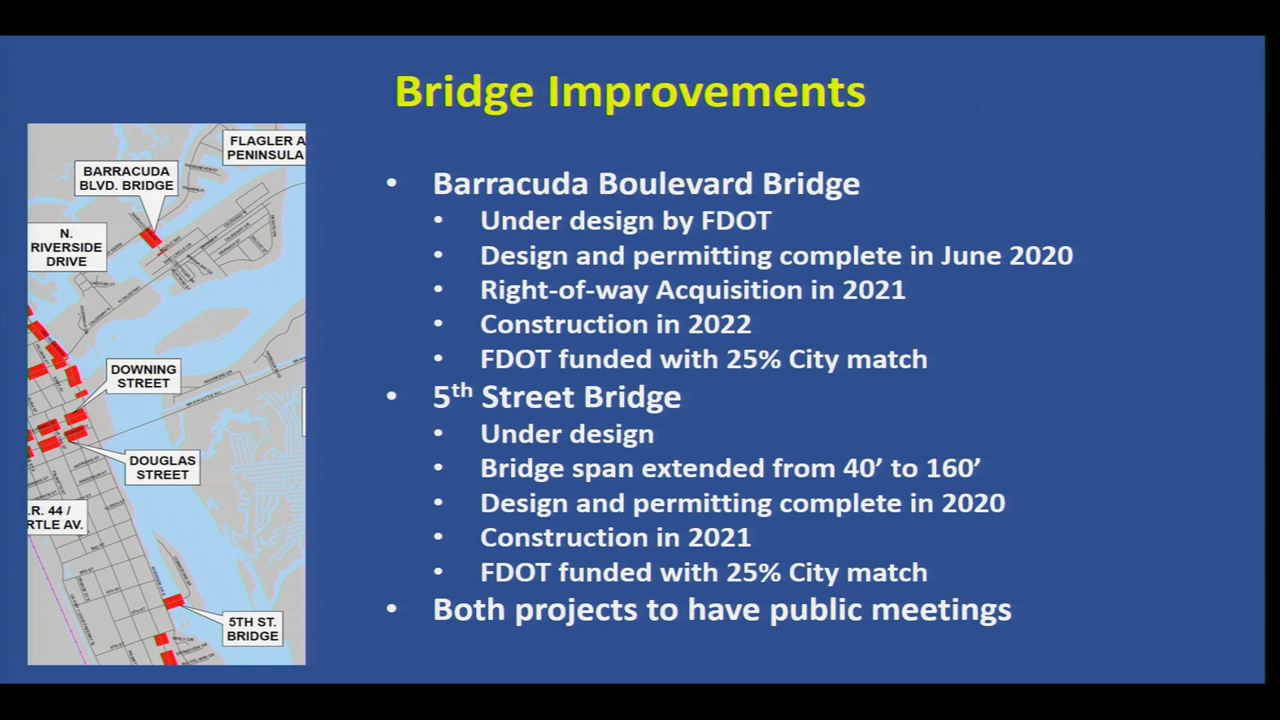 Bridge Improvements
FLAGLER A
PENINSULA
BARRACUDA
BLVD. BRIDGE
N.
RIVERSIDE
DRIVE
DOWNING
STREET
DOUGLAS
STREET
.R. 44 /
RTLE AV.
5TH ST.
BRIDGE
• Barracuda Boulevard Bridge
• Under design by FDOT
• Design and permitting complete in June 2020
• Right-of-way Acquisition in 2021
• Construction in 2022
• FDOT funded with 25% City match
• 5th Street Bridge
• Under design
• Bridge span extended from 40’ to 160’
• Design and permitting complete in 2020
• Construction in 2021
• FDOT funded with 25% City match
• Both projects to have public meetings